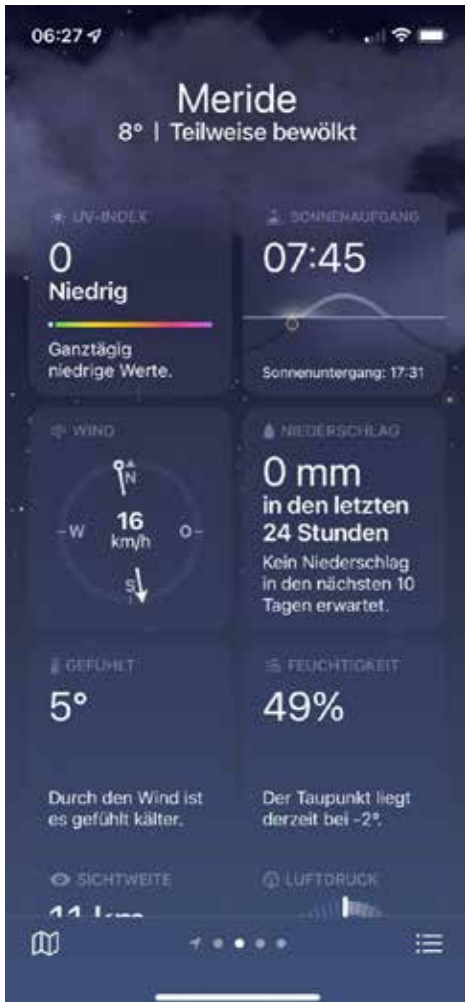 06:27
Meride
8° | Teilweise bewölkt
UV-INDEX
0
Niedrig
Ganztägig
niedrige Werte.
SONNENAUFGANG
07:45
Sonnenuntergang: 17:31
WIND
N
W
16
km/h
O
S
NIEDERSCHLAG
0 mm
in den letzten
24 Stunden
Kein Niederschlag
in den nächsten 10
Tagen erwartet.
GEFÜHLT
5°
Durch den Wind ist
es gefühlt kälter.
FEUCHTIGKEIT
49%
Der Taupunkt liegt
derzeit bei -2°.
SICHTWEITE
11 km
LUFTDRUCK